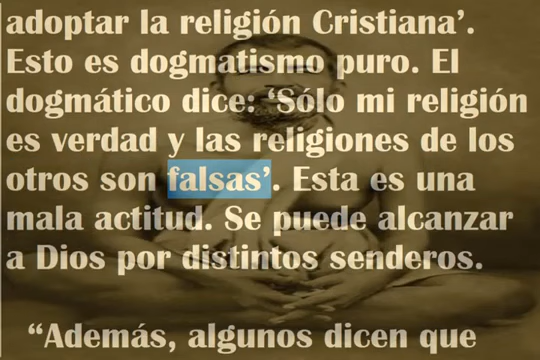 adoptar la religión Cristiana’.
Esto es dogmatismo puro. El
dogmático dice: ‘Sólo mi religión
es verdad y las religiones de los
otros son falsas’. Esta es una
mala actitud. Se puede alcanzar
a Dios por distintos senderos.
“Además, algunos dicen que